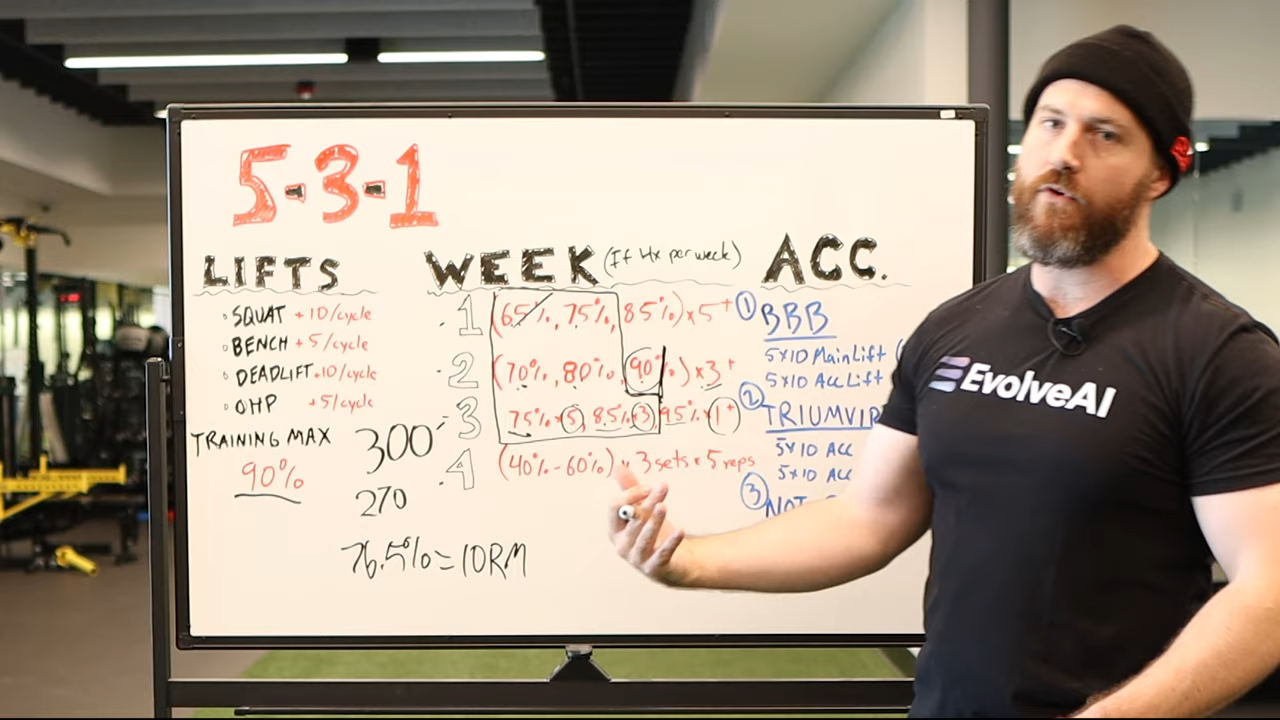 5-3-1
LIFTS
SQUAT +10/cycle
BENCH +5/cycle
DEADLIFT +10/cycle
OHP +5/cycle
TRAINING MAX
90%
300
270
76.5% = 10RM
WEEK (If 4x per week)
1 (65%, 75%, 85%) x 5+
2 (70%, 80%, 90%) x 3+
3 75% x 5, 85% x 3, 95% x 1+
4 (40% - 60%) x 3 sets x 5 reps
ACC.
1 BBB
5x10 Main Lift (
5x10 Acc Lift
2 TRIUMVIR
5x10 ACC
5x10 ACC
3 NOT
EvolveAI